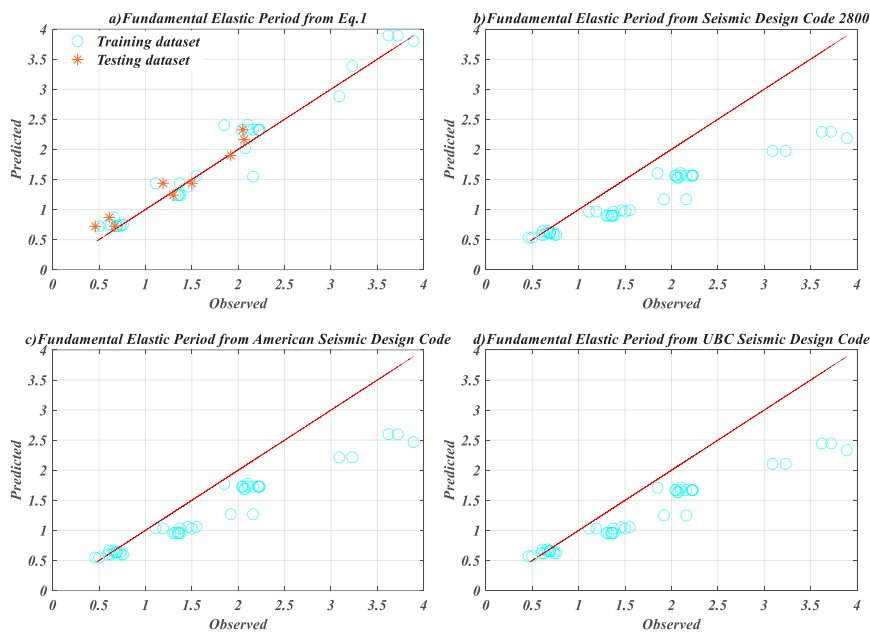 a)Fundamental Elastic Period from Eq.1
4
3.5
3
2.5
2
1.5
1
0.5
0
Predicted
Training dataset
Testing dataset
0 0.5 1 1.5 2 2.5 3 3.5 4
Observed
b)Fundamental Elastic Period from Seismic Design Code 2800
4
3.5
3
2.5
2
1.5
1
0.5
0
Predicted
0 0.5 1 1.5 2 2.5 3 3.5 4
Observed
c)Fundamental Elastic Period from American Seismic Design Code
4
3.5
3
2.5
2
1.5
1
0.5
0
Predicted
0 0.5 1 1.5 2 2.5 3 3.5 4
Observed
d)Fundamental Elastic Period from UBC Seismic Design Code
4
3.5
3
2.5
2
1.5
1
0.5
0
Predicted
0 0.5 1 1.5 2 2.5 3 3.5 4
Observed